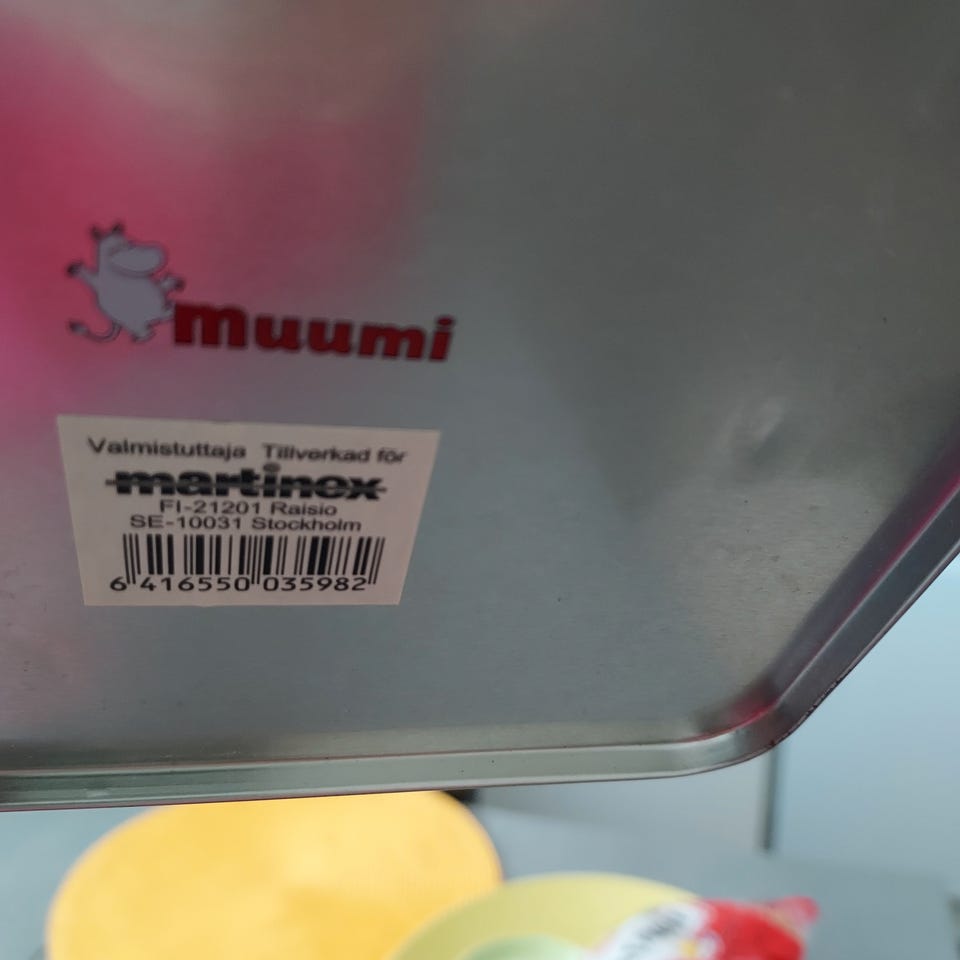 muumi
Valmistuttaja Tillverkad för
martinex
FI-21201 Raisio
SE-10031 Stockholm
6 416550 035982